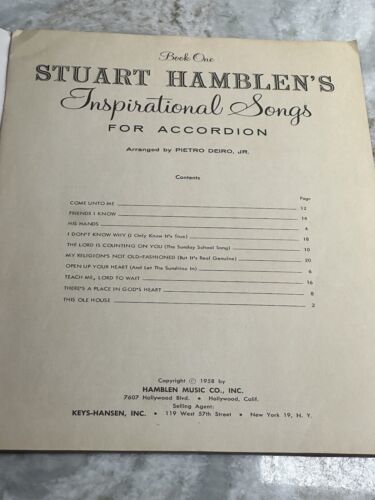 Book One
STUART HAMBLEN'S
Inspirational Songs
FOR ACCORDION
Arranged by PIETRO DEIRO, JR.
Contents
Page
COME UNTO ME 12
FRIENDS I KNOW 14
HIS HANDS 4
I DON'T KNOW WHY (I Only Know It's True) 18
THE LORD IS COUNTING ON YOU (The Sunday School Song) 10
MY RELIGION'S NOT OLD-FASHIONED (But It's Real Genuine) 20
OPEN UP YOUR HEART (And Let The Sunshine In) 6
TEACH ME, LORD TO WAIT 16
THERE'S A PLACE IN GOD'S HEART 8
THIS OLE HOUSE 2
Copyright © 1958 by
HAMBLEN MUSIC CO., INC.
7607 Hollywood Blvd. • Hollywood, Calif.
Selling Agent:
KEYS-HANSEN, INC. • 119 West 57th Street • New York 19, N. Y.